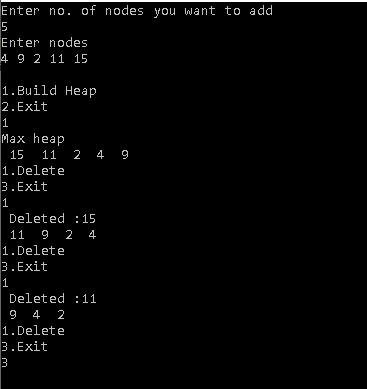 Enter no. of nodes you want to add
5
Enter nodes
4 9 2 11 15
1.Build Heap
2.Exit
1
Max heap
15 11 2 4 9
1.Delete
3.Exit
1
Deleted :15
11 9 2 4
1.Delete
3.Exit
1
Deleted :11
9 4 2
1.Delete
3.Exit
3